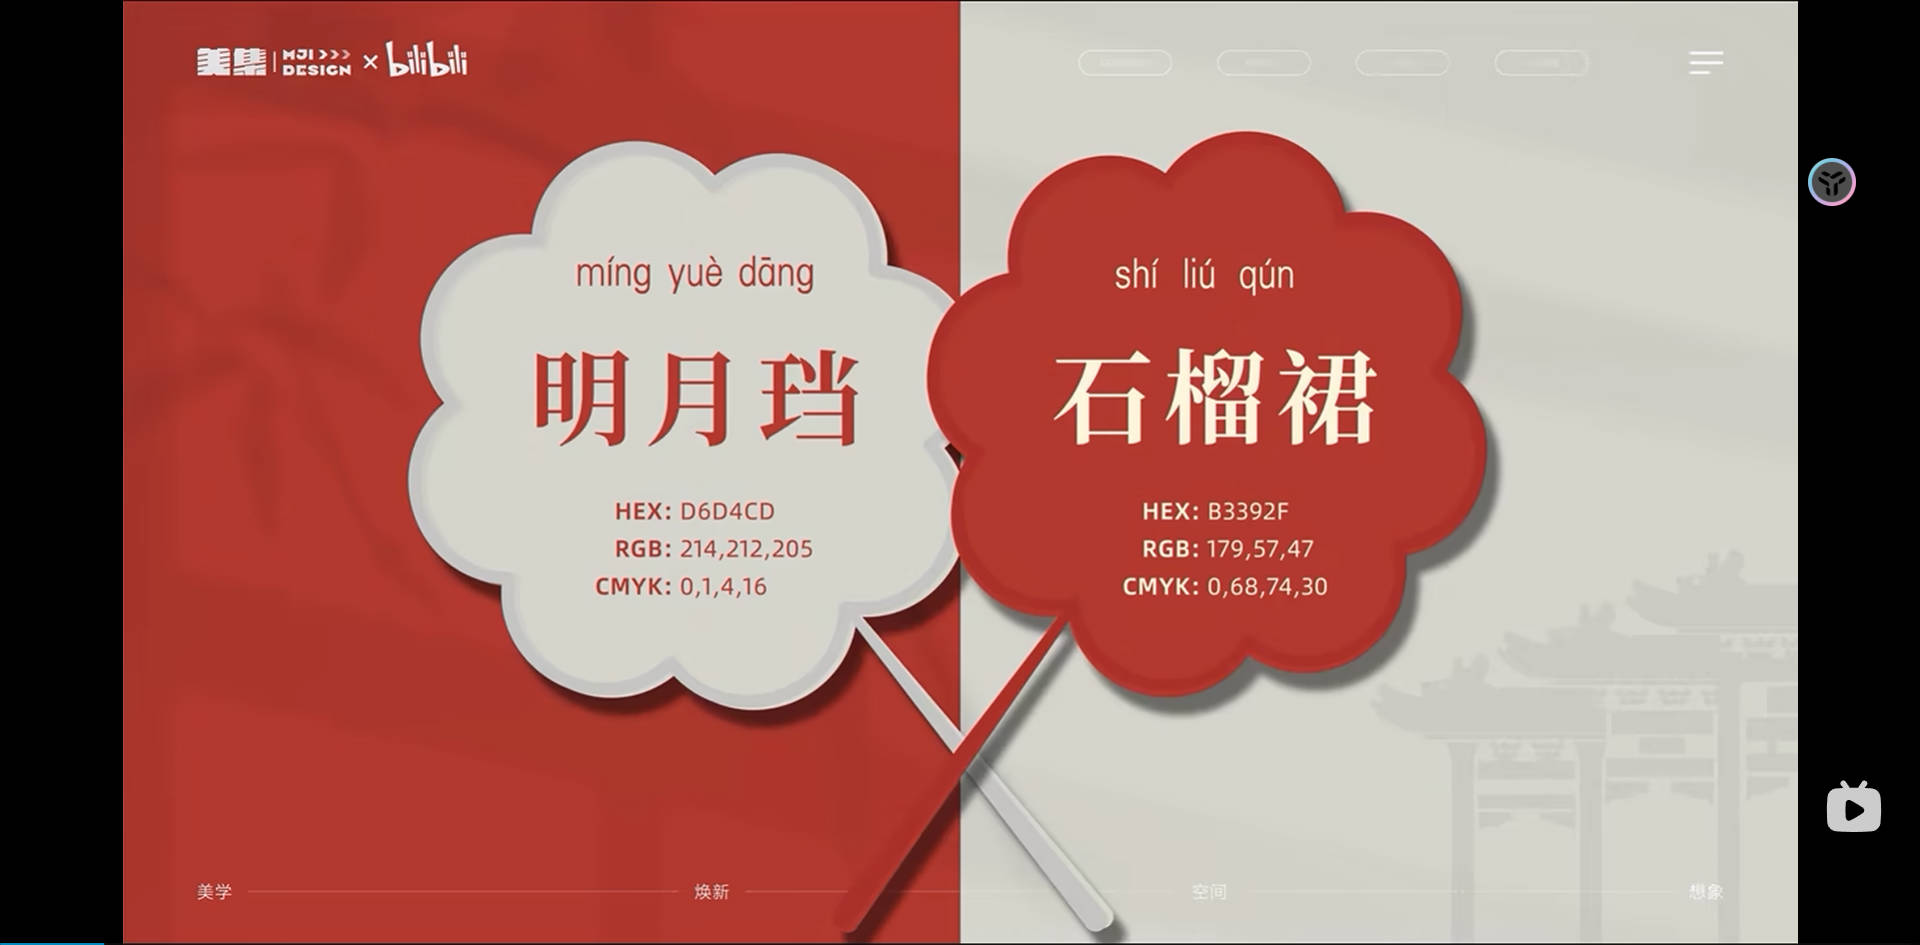 美集 MJI >>>
DESIGN × bilibili
míng yuè dāng
明月珰
HEX: D6D4CD
RGB: 214,212,205
CMYK: 0,1,4,16
shí liú qún
石榴裙
HEX: B3392F
RGB: 179,57,47
CMYK: 0,68,74,30
美学 焕新 空间 想象